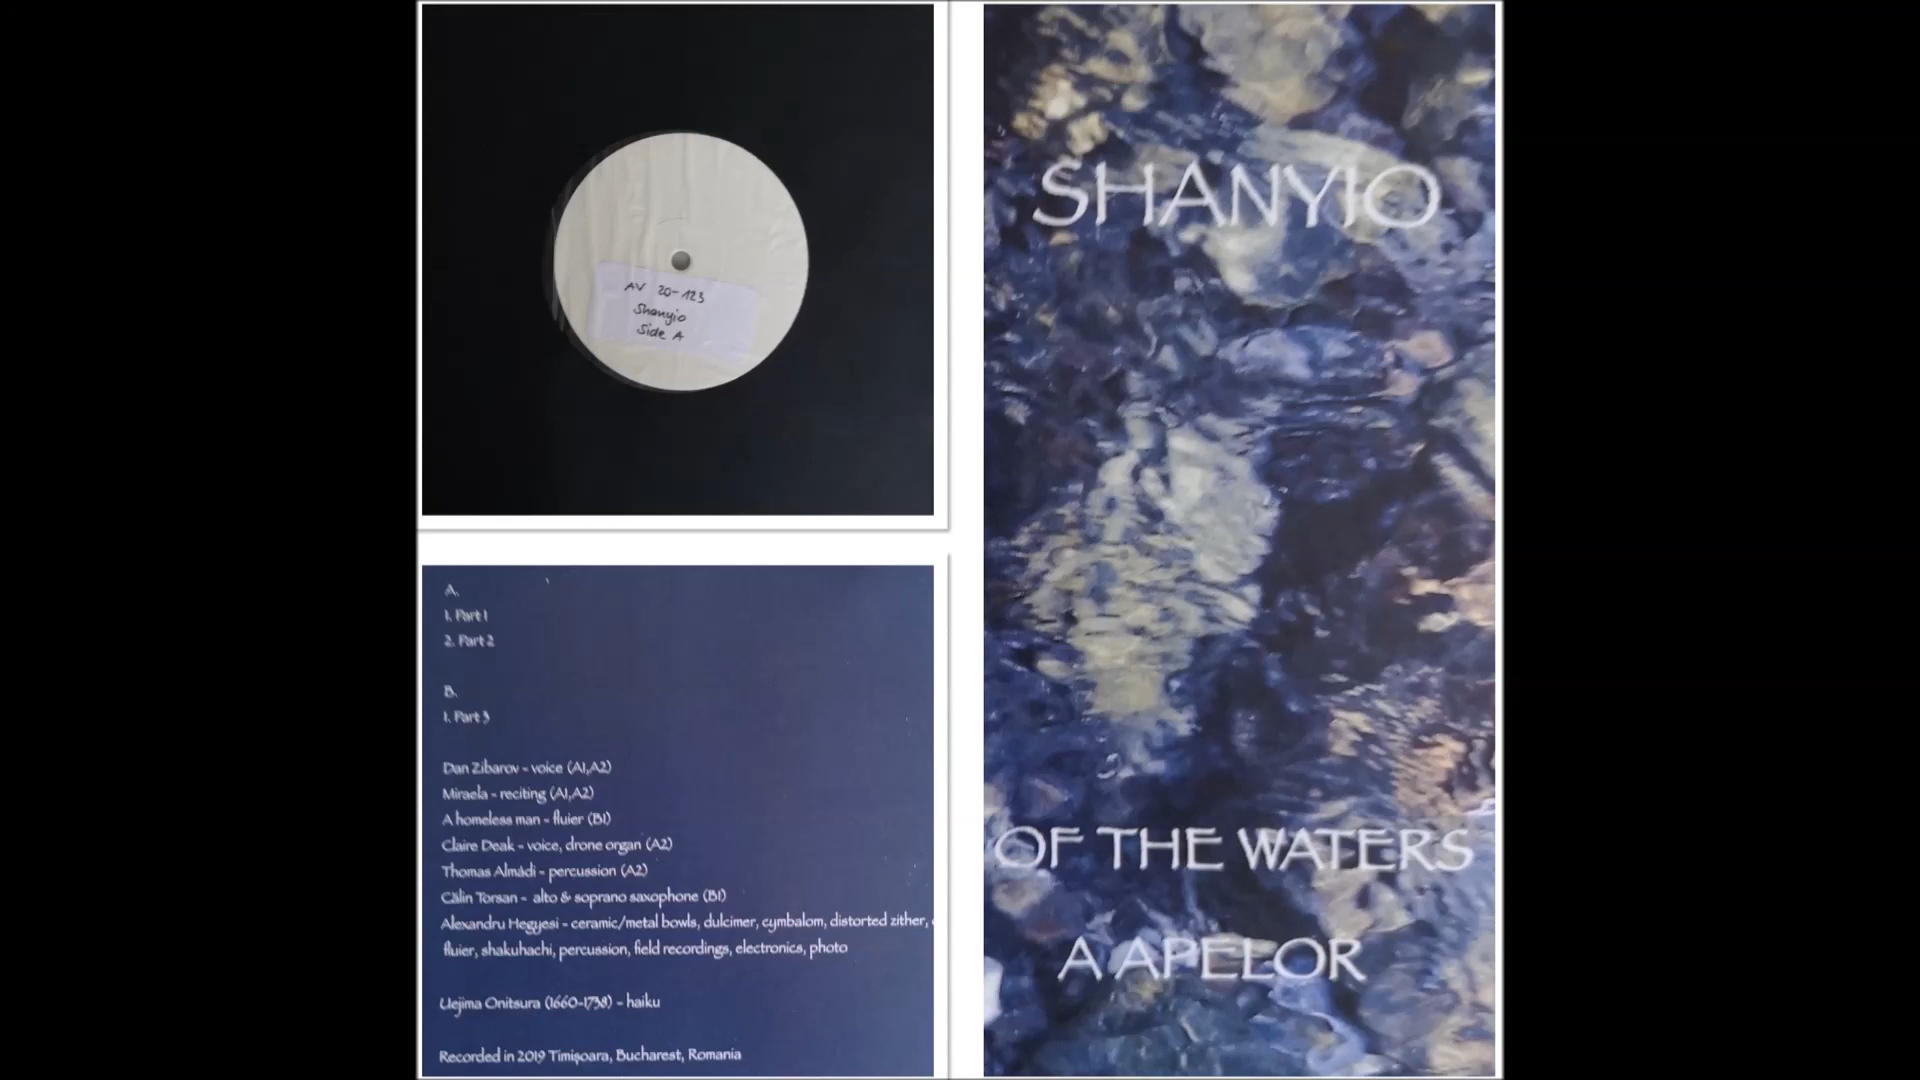 AV 20-123
Shanyio
Side A
A.
1. Part 1
2. Part 2
B.
1. Part 3
Dan Zibarov - voice (A1,A2)
Miraela - reciting (A1,A2)
A homeless man - fluier (B1)
Claire Deak - voice, drone organ (A2)
Thomas Almádi - percussion (A2)
Călin Torsan - alto & soprano saxophone (B1)
Alexandru Hegyesi - ceramic/metal bowls, dulcimer, cymbalom, distorted zither,
fluier, shakuhachi, percussion, field recordings, electronics, photo
Uejima Onitsura (1660-1738) - haiku
Recorded in 2019 Timișoara, Bucharest, Romania
SHANYIO
OF THE WATERS
A APELOR